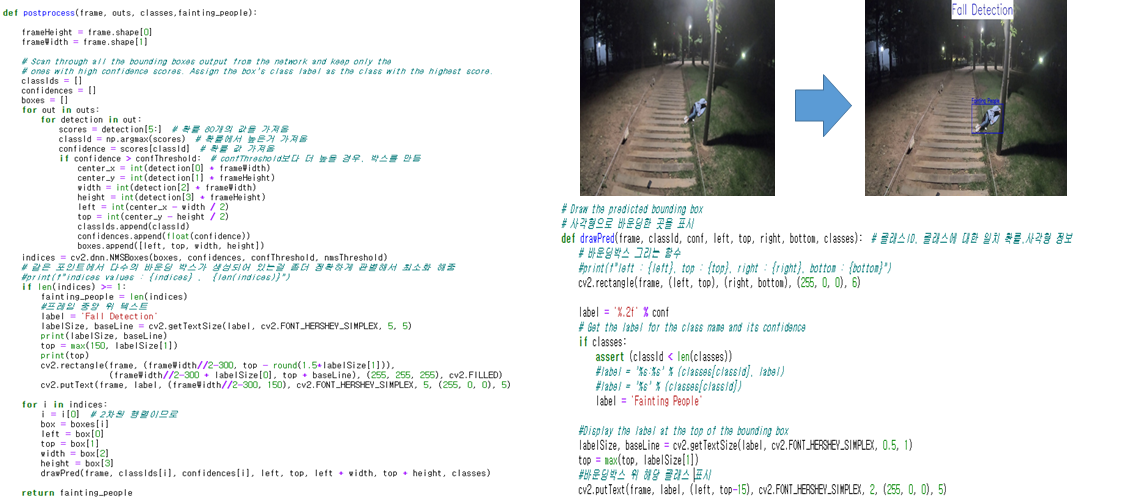 def postprocess(frame, outs, classes,fainting_people):
frameHeight = frame.shape[0]
frameWidth = frame.shape[1]
# Scan through all the bounding boxes output from the network and keep only the
# ones with high confidence scores. Assign the box's class label as the class with the highest score.
classIds = []
confidences = []
boxes = []
for out in outs:
for detection in out:
scores = detection[5:] # 확률 80개의 값을 가져옴
classId = np.argmax(scores) # 확률에서 높은거 가져옴
confidence = scores[classId] # 확률 값 가져옴
if confidence > confThreshold: # confThreshold보다 더 높을 경우, 박스를 만듬
center_x = int(detection[0] * frameWidth)
center_y = int(detection[1] * frameHeight)
width = int(detection[2] * frameWidth)
height = int(detection[3] * frameHeight)
left = int(center_x - width / 2)
top = int(center_y - height / 2)
classIds.append(classId)
confidences.append(float(confidence))
boxes.append([left, top, width, height])
indices = cv2.dnn.NMSBoxes(boxes, confidences, confThreshold, nmsThreshold)
# 같은 포인트에서 다수의 바운딩 박스가 생성되어 있는걸 좀더 정확하게 판별해서 최소화 해줌
#print(f"indices values : {indices} , {len(indices)}")
if len(indices) >= 1:
fainting_people = len(indices)
#프레임 중앙 위 텍스트
label = 'Fall Detection'
labelSize, baseLine = cv2.getTextSize(label, cv2.FONT_HERSHEY_SIMPLEX, 5, 5)
print(labelSize, baseLine)
top = max(150, labelSize[1])
print(top)
cv2.rectangle(frame, (frameWidth//2-300, top - round(1.5*labelSize[1])),
(frameWidth//2-300 + labelSize[0], top + baseLine), (255, 255, 255), cv2.FILLED)
cv2.putText(frame, label, (frameWidth//2-300, 150), cv2.FONT_HERSHEY_SIMPLEX, 5, (255, 0, 0), 5)
for i in indices:
i = i[0] # 2차원 행렬이므로
box = boxes[i]
left = box[0]
top = box[1]
width = box[2]
height = box[3]
drawPred(frame, classIds[i], confidences[i], left, top, left + width, top + height, classes)
return fainting_people
Fall Detection
Fainting People
# Draw the predicted bounding box
# 사각형으로 바운딩한 곳을 표시
def drawPred(frame, classId, conf, left, top, right, bottom, classes): # 클래스ID, 클래스에 대한 일치 확률,사각형 정보
# 바운딩박스 그리는 함수
#print(f"left : {left}, top : {top}, right : {right}, bottom : {bottom}")
cv2.rectangle(frame, (left, top), (right, bottom), (255, 0, 0), 6)
label = '%.2f' % conf
# Get the label for the class name and its confidence
if classes:
assert (classId < len(classes))
#label = '%s:%s' % (classes[classId], label)
#label = '%s' % (classes[classId])
label = 'Fainting People'
#Display the label at the top of the bounding box
labelSize, baseLine = cv2.getTextSize(label, cv2.FONT_HERSHEY_SIMPLEX, 0.5, 1)
top = max(top, labelSize[1])
#바운딩박스 위 해당 클래스 표시
cv2.putText(frame, label, (left, top-15), cv2.FONT_HERSHEY_SIMPLEX, 2, (255, 0, 0), 5)